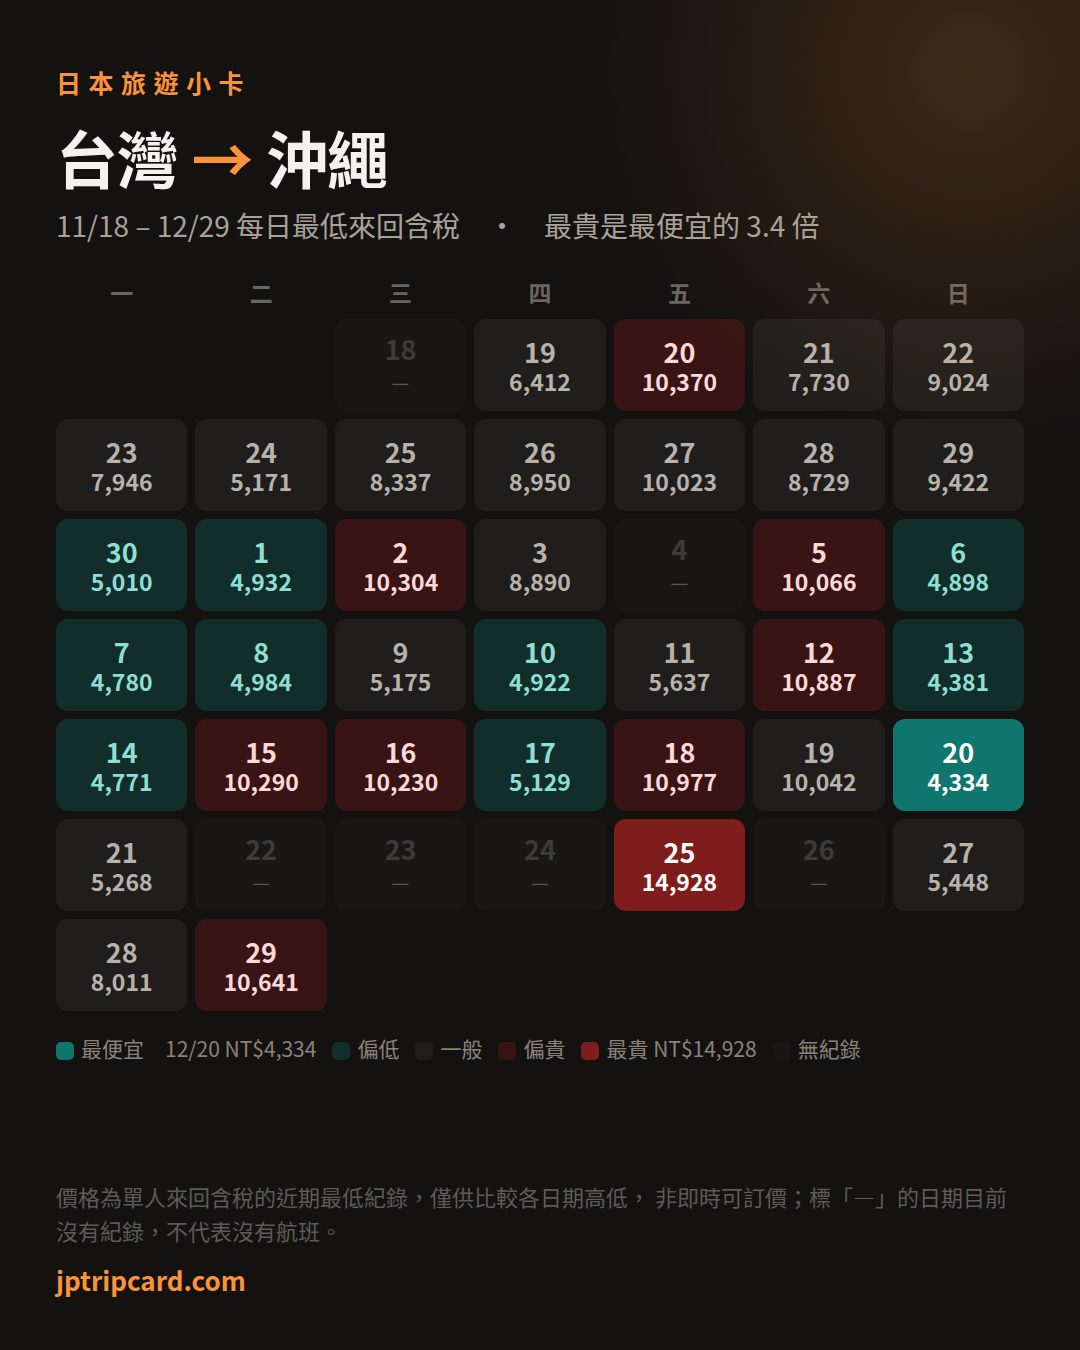 日本旅遊小卡
台灣 → 沖繩
11/18 – 12/29 每日最低來回含稅 ・ 最貴是最便宜的 3.4 倍
一 二 三 四 五 六 日
18 19 20 21 22
— 6,412 10,370 7,730 9,024
23 24 25 26 27 28 29
7,946 5,171 8,337 8,950 10,023 8,729 9,422
30 1 2 3 4 5 6
5,010 4,932 10,304 8,890 — 10,066 4,898
7 8 9 10 11 12 13
4,780 4,984 5,175 4,922 5,637 10,887 4,381
14 15 16 17 18 19 20
4,771 10,290 10,230 5,129 10,977 10,042 4,334
21 22 23 24 25 26 27
5,268 — — — 14,928 — 5,448
28 29
8,011 10,641
最便宜 12/20 NT$4,334 偏低 一般 偏貴 最貴 NT$14,928 無紀錄
價格為單人來回含稅的近期最低紀錄，僅供比較各日期高低， 非即時可訂價；標「—」的日期目前
沒有紀錄，不代表沒有航班。
jptripcard.com